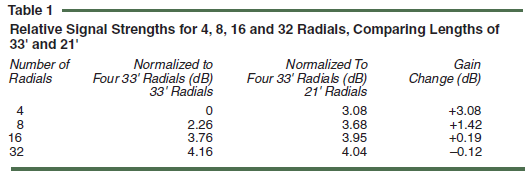 Table 1
Relative Signal Strengths for 4, 8, 16 and 32 Radials, Comparing Lengths of
33' and 21'
Number of Normalized to Normalized To Gain
Radials Four 33' Radials (dB) Four 33' Radials (dB) Change (dB)
33' Radials 21' Radials
4 0 3.08 +3.08
8 2.26 3.68 +1.42
16 3.76 3.95 +0.19
32 4.16 4.04 –0.12